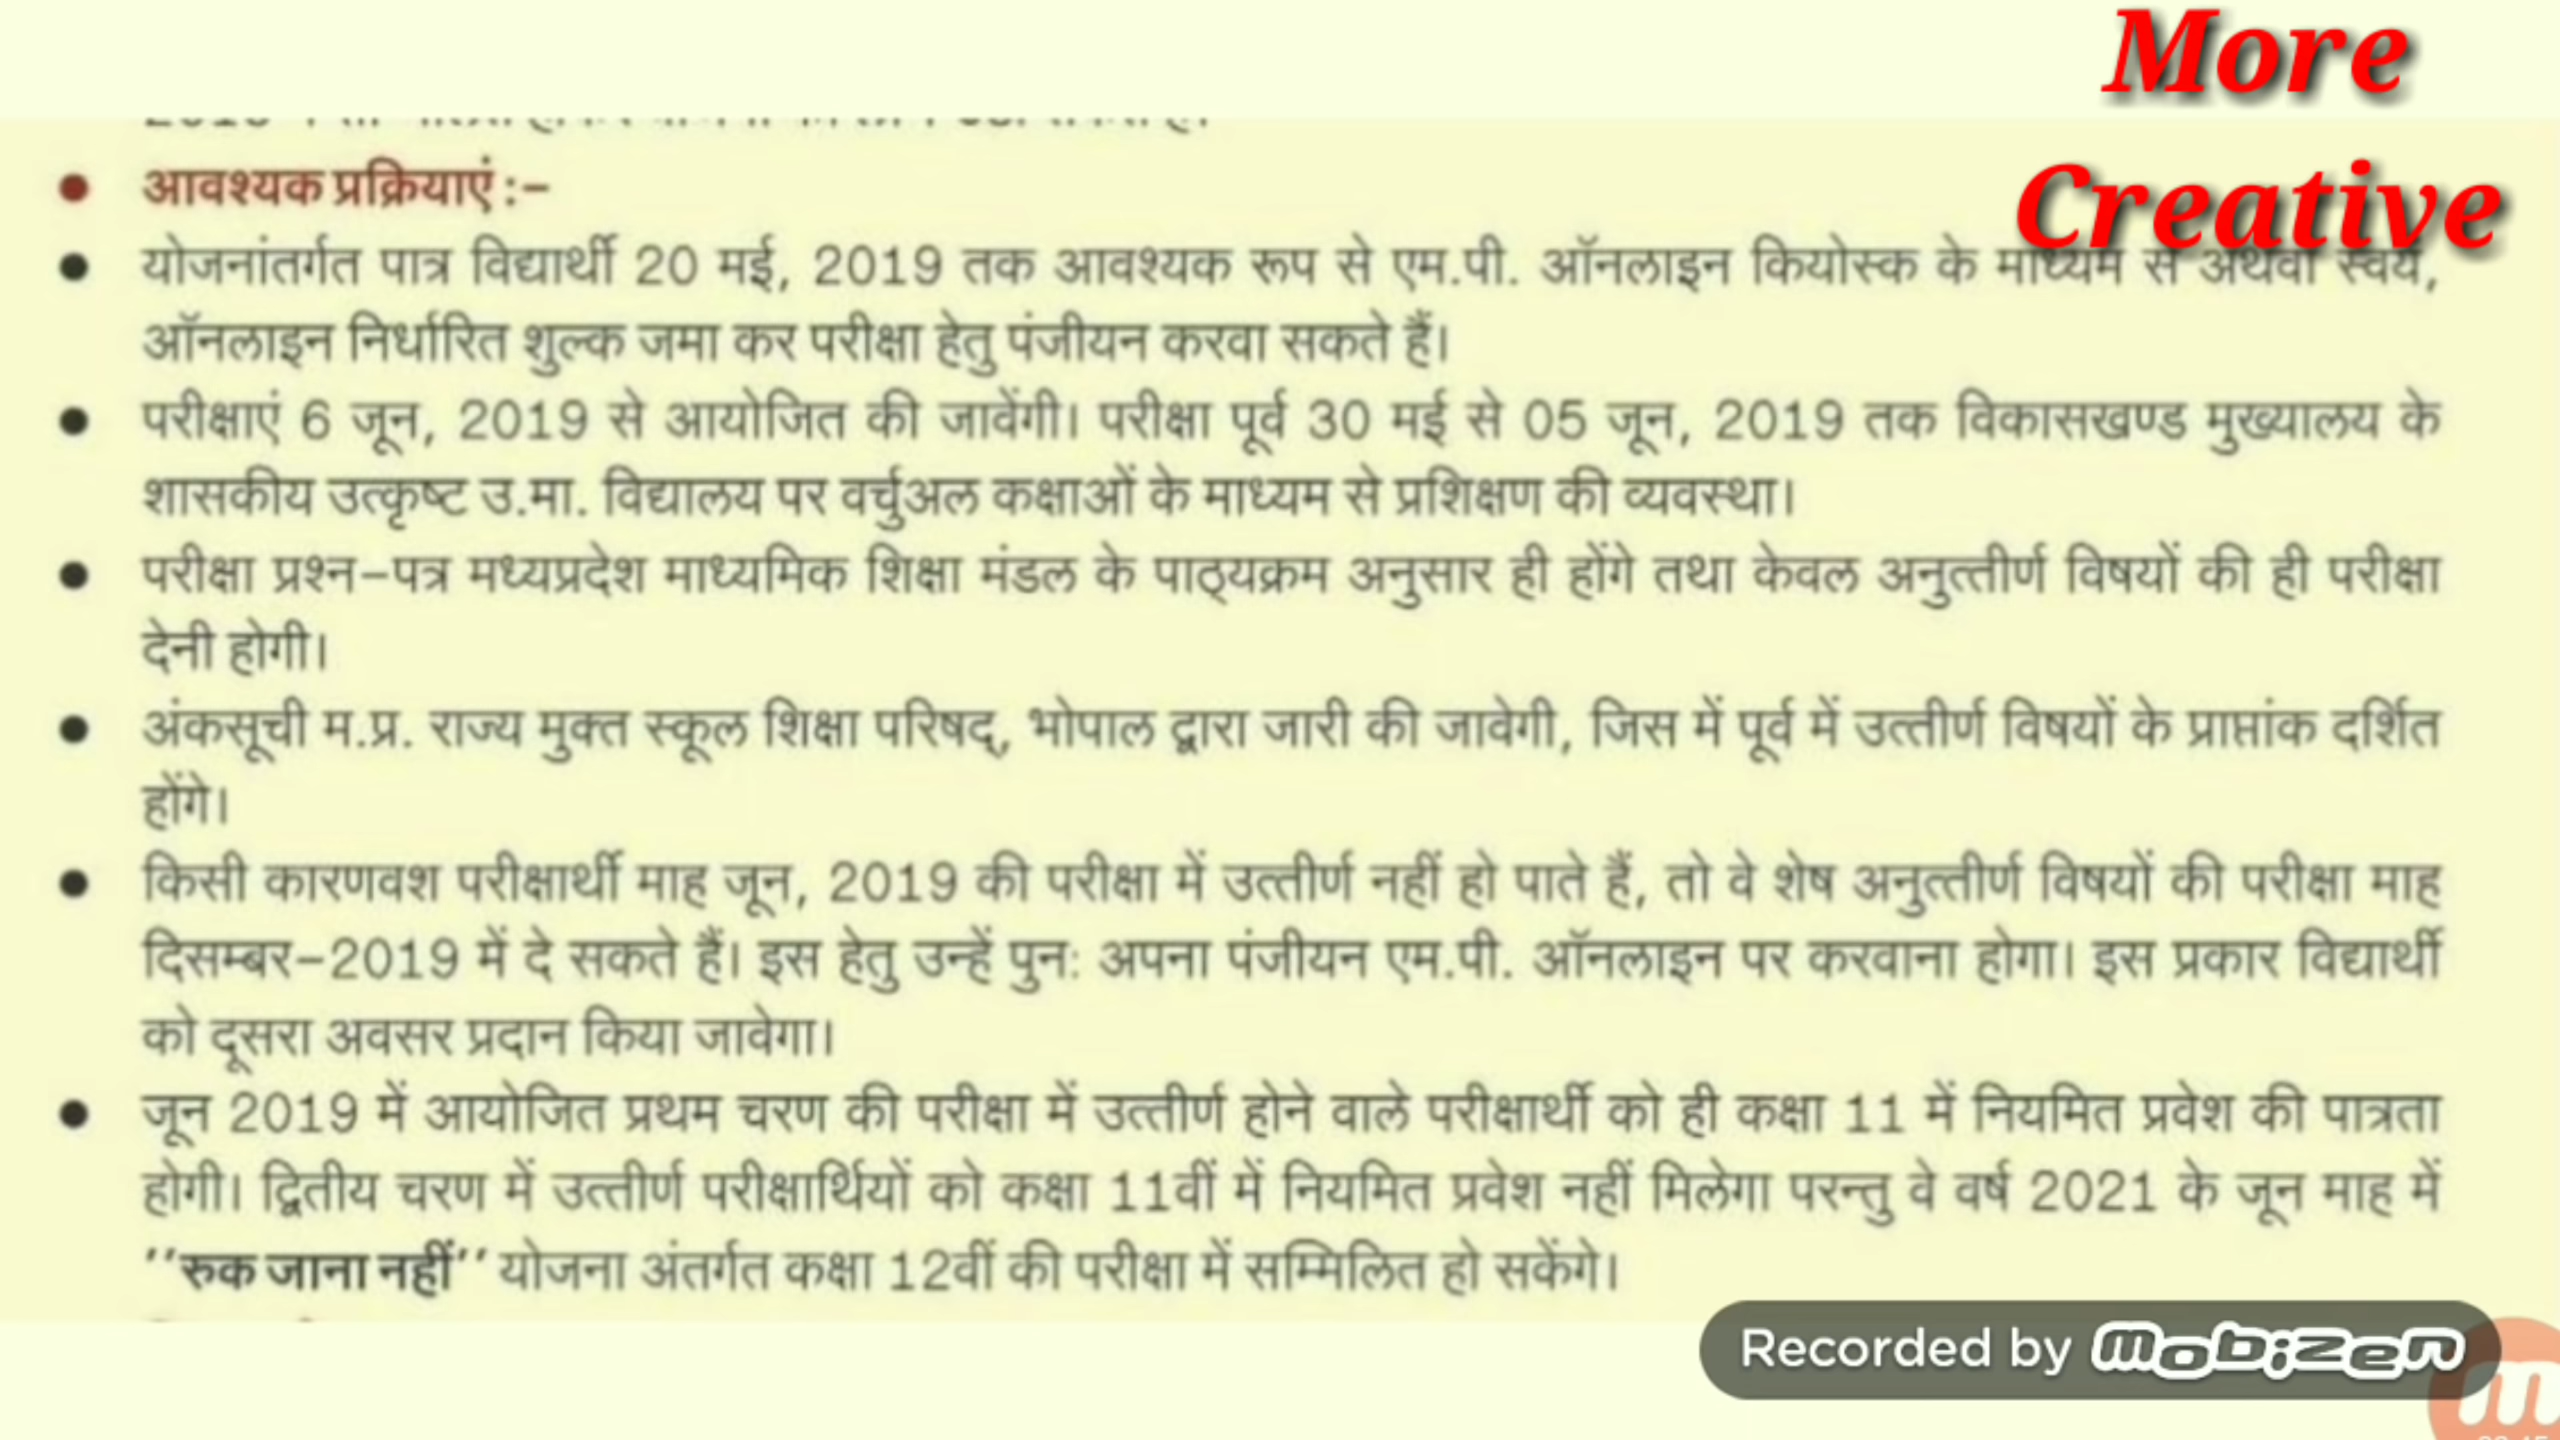 More
Creative
● आवश्यक प्रक्रियाएं :–
● योजनांतर्गत पात्र विद्यार्थी 20 मई, 2019 तक आवश्यक रूप से एम.पी. ऑनलाइन कियोस्क के माध्यम से अथवा स्वयं,
ऑनलाइन निर्धारित शुल्क जमा कर परीक्षा हेतु पंजीयन करवा सकते हैं।
● परीक्षाएं 6 जून, 2019 से आयोजित की जावेंगी। परीक्षा पूर्व 30 मई से 05 जून, 2019 तक विकासखण्ड मुख्यालय के
शासकीय उत्कृष्ट उ.मा. विद्यालय पर वर्चुअल कक्षाओं के माध्यम से प्रशिक्षण की व्यवस्था।
● परीक्षा प्रश्न–पत्र मध्यप्रदेश माध्यमिक शिक्षा मंडल के पाठ्यक्रम अनुसार ही होंगे तथा केवल अनुत्तीर्ण विषयों की ही परीक्षा
देनी होगी।
● अंकसूची म.प्र. राज्य मुक्त स्कूल शिक्षा परिषद्, भोपाल द्वारा जारी की जावेगी, जिस में पूर्व में उत्तीर्ण विषयों के प्राप्तांक दर्शित
होंगे।
● किसी कारणवश परीक्षार्थी माह जून, 2019 की परीक्षा में उत्तीर्ण नहीं हो पाते हैं, तो वे शेष अनुत्तीर्ण विषयों की परीक्षा माह
दिसम्बर–2019 में दे सकते हैं। इस हेतु उन्हें पुनः अपना पंजीयन एम.पी. ऑनलाइन पर करवाना होगा। इस प्रकार विद्यार्थी
को दूसरा अवसर प्रदान किया जावेगा।
● जून 2019 में आयोजित प्रथम चरण की परीक्षा में उत्तीर्ण होने वाले परीक्षार्थी को ही कक्षा 11 में नियमित प्रवेश की पात्रता
होगी। द्वितीय चरण में उत्तीर्ण परीक्षार्थियों को कक्षा 11वीं में नियमित प्रवेश नहीं मिलेगा परन्तु वे वर्ष 2021 के जून माह में
''रुक जाना नहीं'' योजना अंतर्गत कक्षा 12वीं की परीक्षा में सम्मिलित हो सकेंगे।
Recorded by mobizen